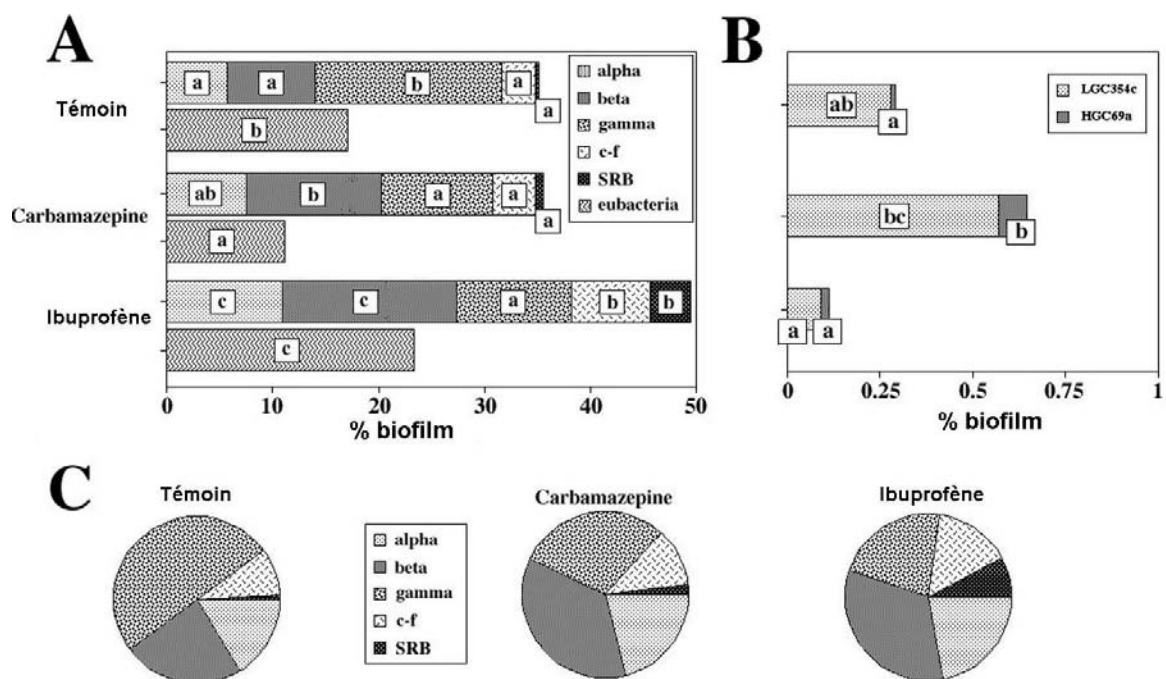 A
a
a
b
a
a
Témoin
b
ab
b
a
a
a
Carbamazepine
a
c
c
a
b
b
Ibuprofène
c
alpha
beta
gamma
c-f
SRB
eubacteria
0
10
20
30
40
50
% biofilm
B
LGC354c
HGC69a
ab
a
bc
b
a
a
0
0.25
0.5
0.75
1
% biofilm
C
Témoin
alpha
beta
gamma
c-f
SRB
Carbamazepine
Ibuprofène